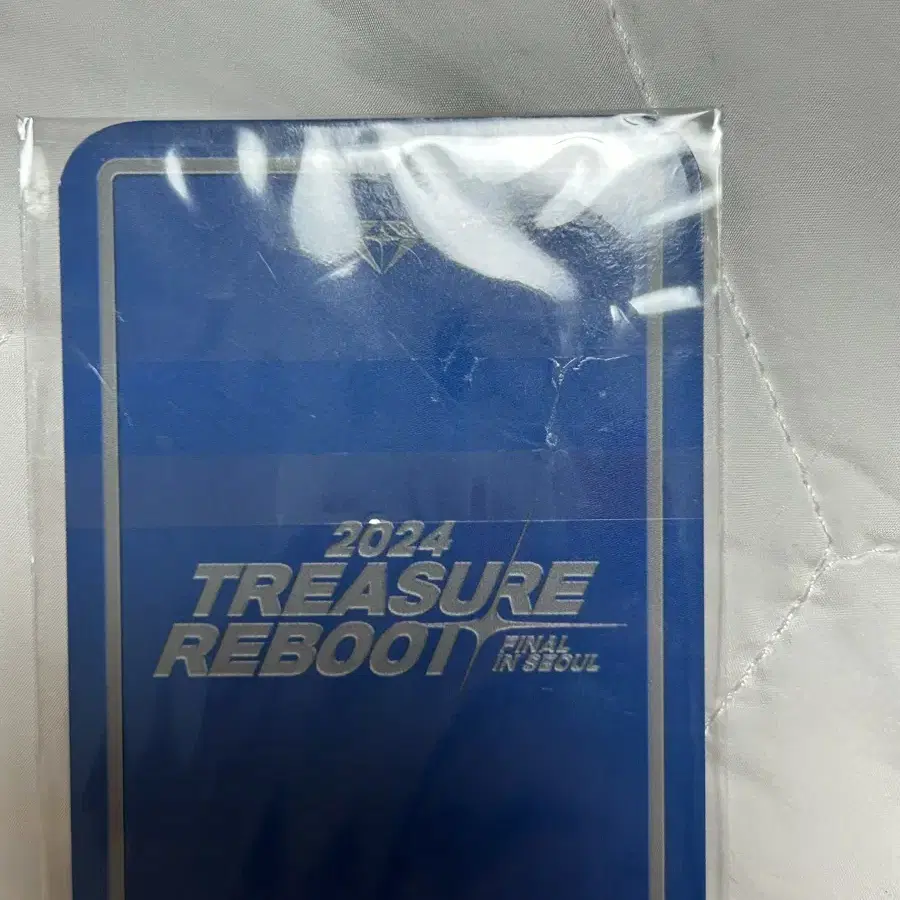 2024
TREASURE
REBOOT
FINAL
IN SEOUL